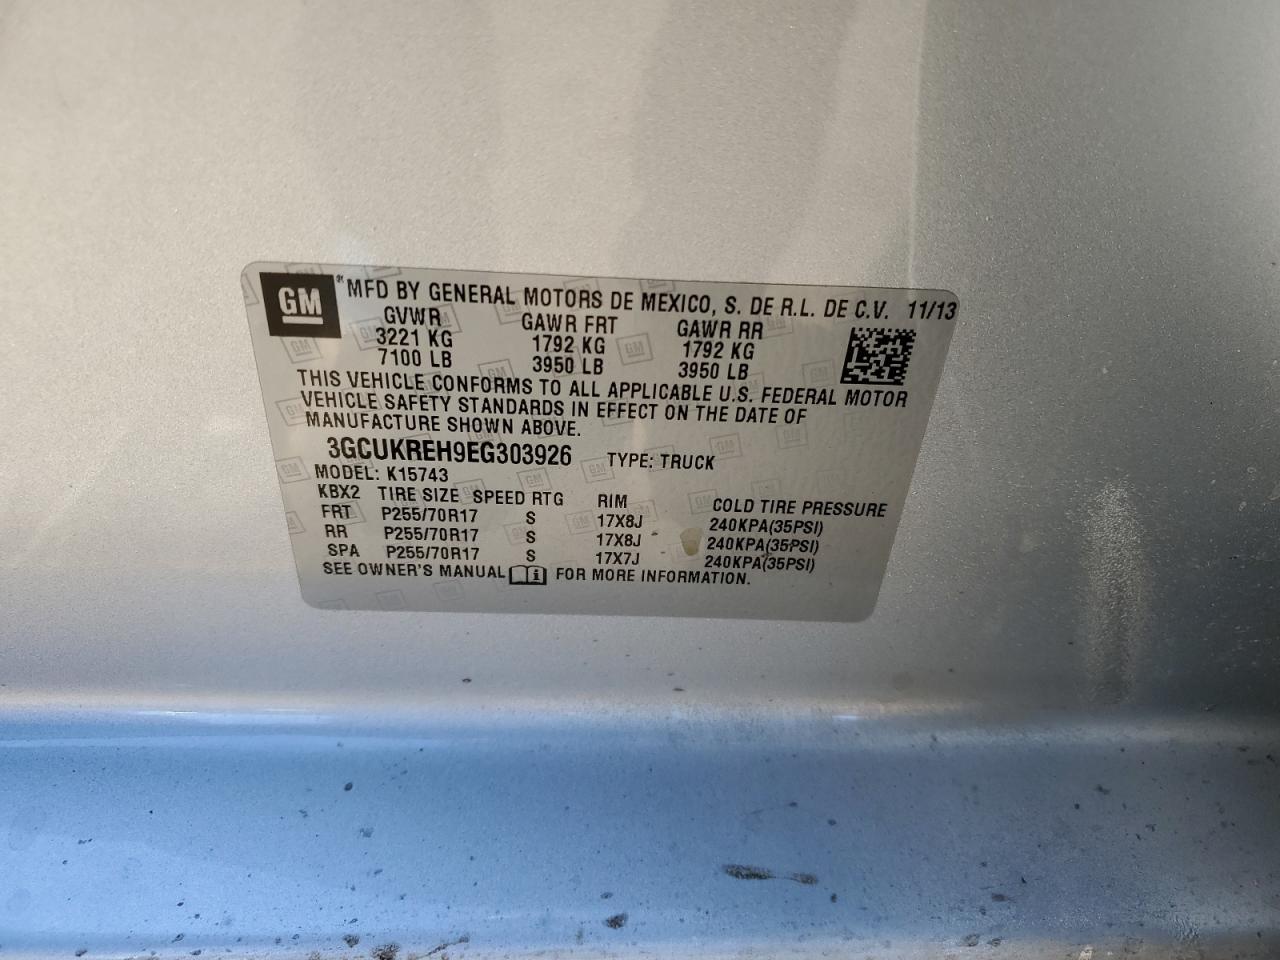 GM MFD BY GENERAL MOTORS DE MEXICO, S. DE R.L. DE C.V. 11/13
GVWR GAWR FRT GAWR RR
3221 KG 1792 KG 1792 KG
7100 LB 3950 LB 3950 LB
THIS VEHICLE CONFORMS TO ALL APPLICABLE U.S. FEDERAL MOTOR
VEHICLE SAFETY STANDARDS IN EFFECT ON THE DATE OF
MANUFACTURE SHOWN ABOVE.
3GCUKREH9EG303926 TYPE: TRUCK
MODEL: K15743
KBX2 TIRE SIZE SPEED RTG RIM COLD TIRE PRESSURE
FRT P255/70R17 S 17X8J 240KPA(35PSI)
RR P255/70R17 S 17X8J 240KPA(35PSI)
SPA P255/70R17 S 17X7J 240KPA(35PSI)
SEE OWNER'S MANUAL FOR MORE INFORMATION.